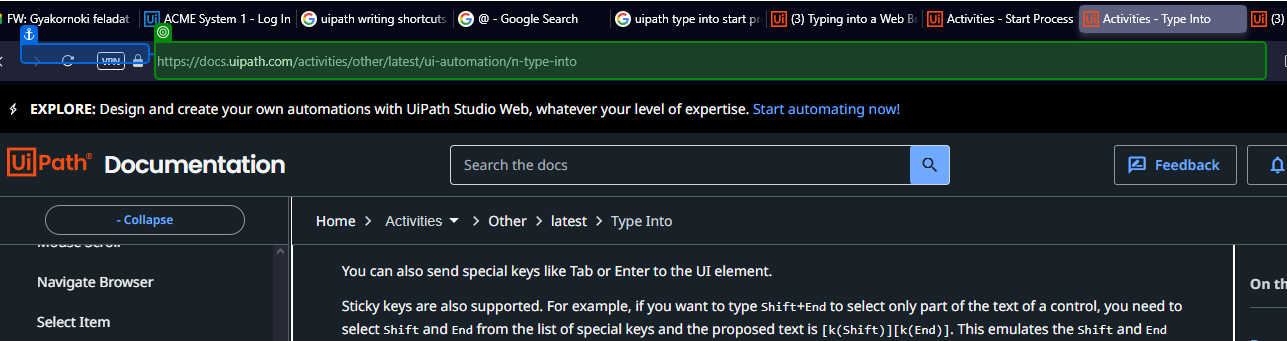 FW: Gyakornoki feladat - UiPath ACME System 1 - Log In uipath writing shortcuts @ - Google Search uipath type into start pr (3) Typing into a Web Br Activities - Start Process Activities - Type Into (3)
VPN https://docs.uipath.com/activities/other/latest/ui-automation/n-type-into
EXPLORE: Design and create your own automations with UiPath Studio Web, whatever your level of expertise. Start automating now!
UiPath Documentation Search the docs Feedback
- Collapse Home > Activities > Other > latest > Type Into
Mouse Scroll
You can also send special keys like Tab or Enter to the UI element.
Navigate Browser On th
Sticky keys are also supported. For example, if you want to type Shift+End to select only part of the text of a control, you need to
Select Item
select Shift and End from the list of special keys and the proposed text is [k(Shift)][k(End)]. This emulates the Shift and End